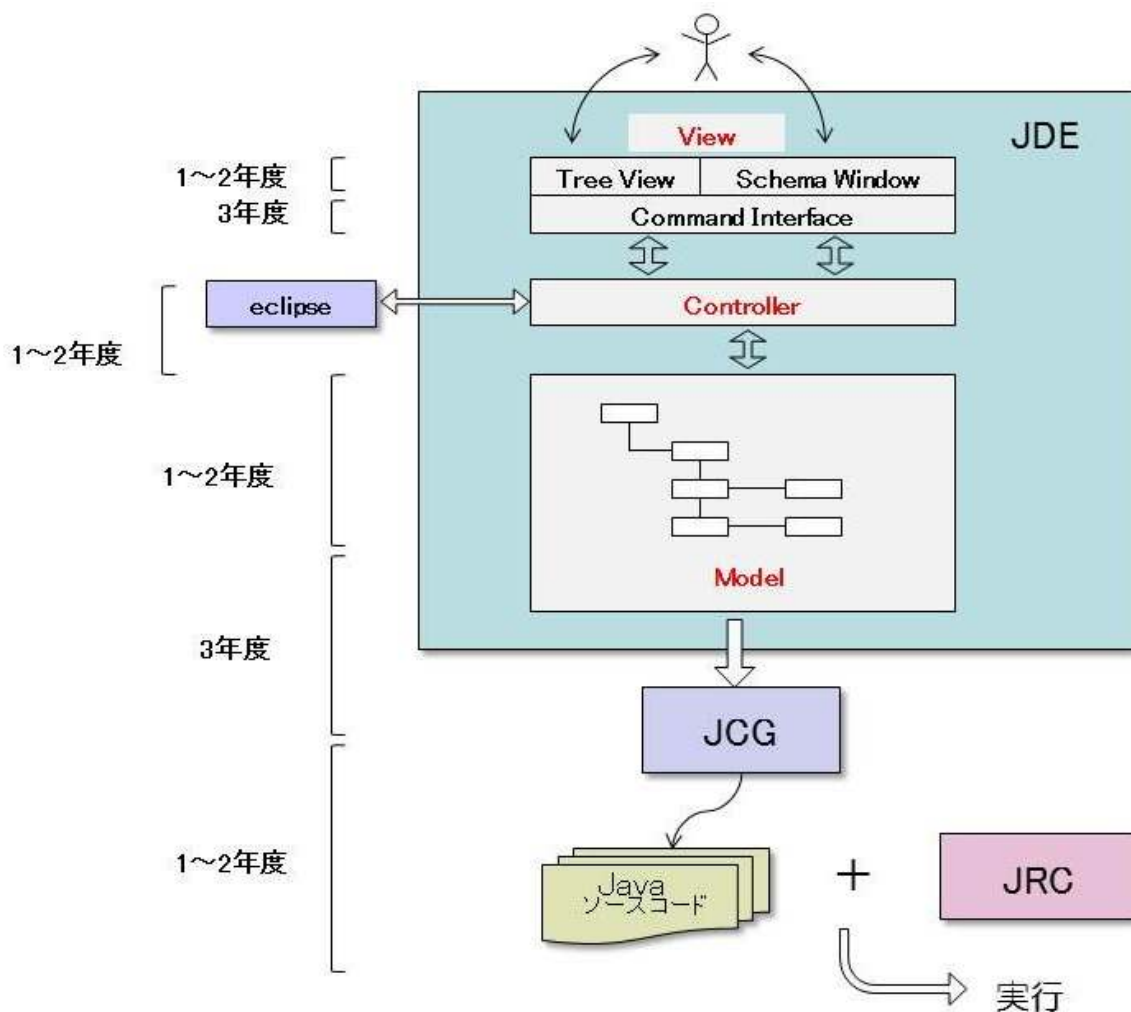 JDE
View
1～2年度
Tree View
Schema Window
3年度
Command Interface
eclipse
Controller
1～2年度
1～2年度
Model
3年度
JCG
1～2年度
Java
ソースコード
+
JRC
実行